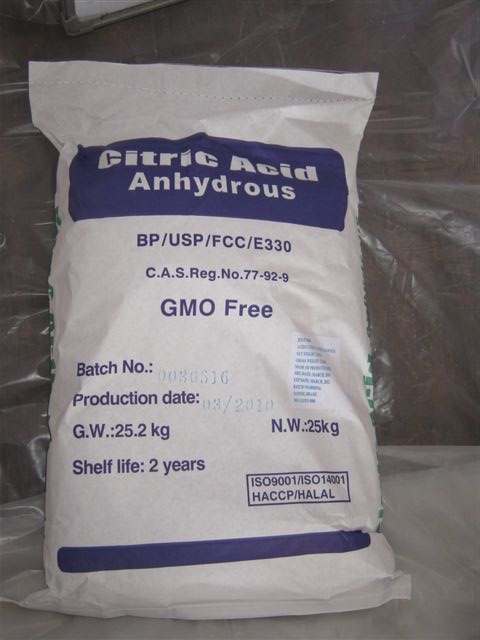 Citric Acid
Anhydrous
BP/USP/FCC/E330
C.A.S.Reg.No.77-92-9
GMO Free
Batch No.: 0030516
Production date: 03/2010
G.W.:25.2 kg
N.W.:25kg
Shelf life: 2 years
ISO9001/ISO14001
HACCP/HALAL